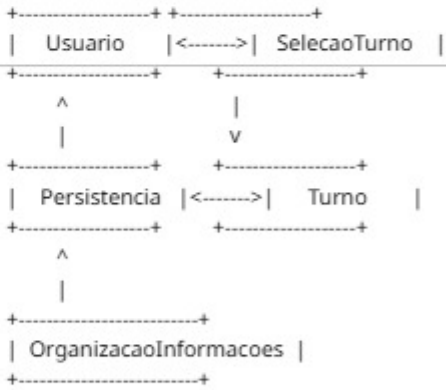 +--------------------+ +---------------------+
|     Usuario      |<------->|   SelecaoTurno    |
+--------------------+          +--------------------+
^                             |
|                             v
+--------------------+          +--------------------+
|    Persistencia   |<------->|      Turno       |
+--------------------+          +--------------------+
^
|
+---------------------------+
|  OrganizacaoInformacoes  |
+---------------------------+